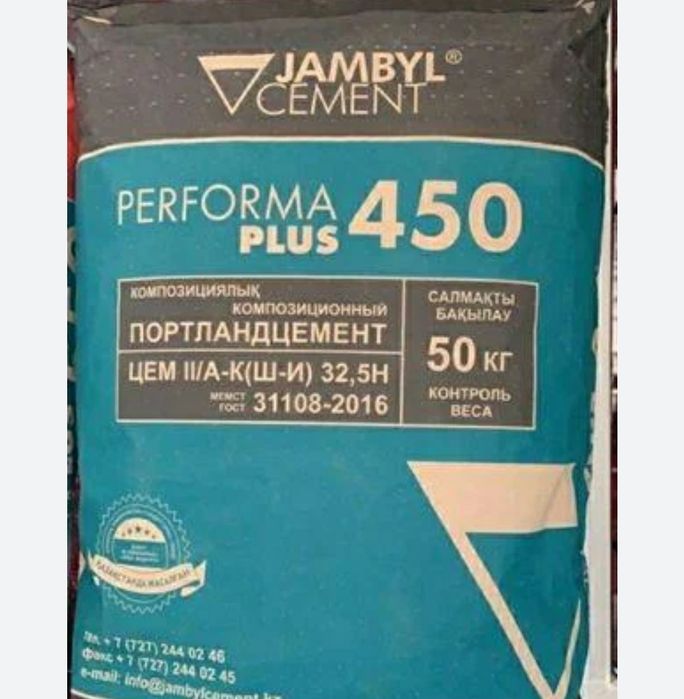 JAMBYL®
CEMENT
PERFORMA
PLUS 450
КОМПОЗИЦИЯЛЫҚ
КОМПОЗИЦИОННЫЙ
ПОРТЛАНДЦЕМЕНТ
ЦЕМ II/А-К(Ш-И) 32,5Н
МЕМСТ
ГОСТ 31108-2016
САЛМАҚТЫ
БАҚЫЛАУ
50 КГ
КОНТРОЛЬ
ВЕСА
ҚАЗАҚСТАНДА ЖАСАЛҒАН
тел. + 7 (727) 244 02 46
факс + 7 (727) 244 02 45
e-mail: info@jambylcement.kz